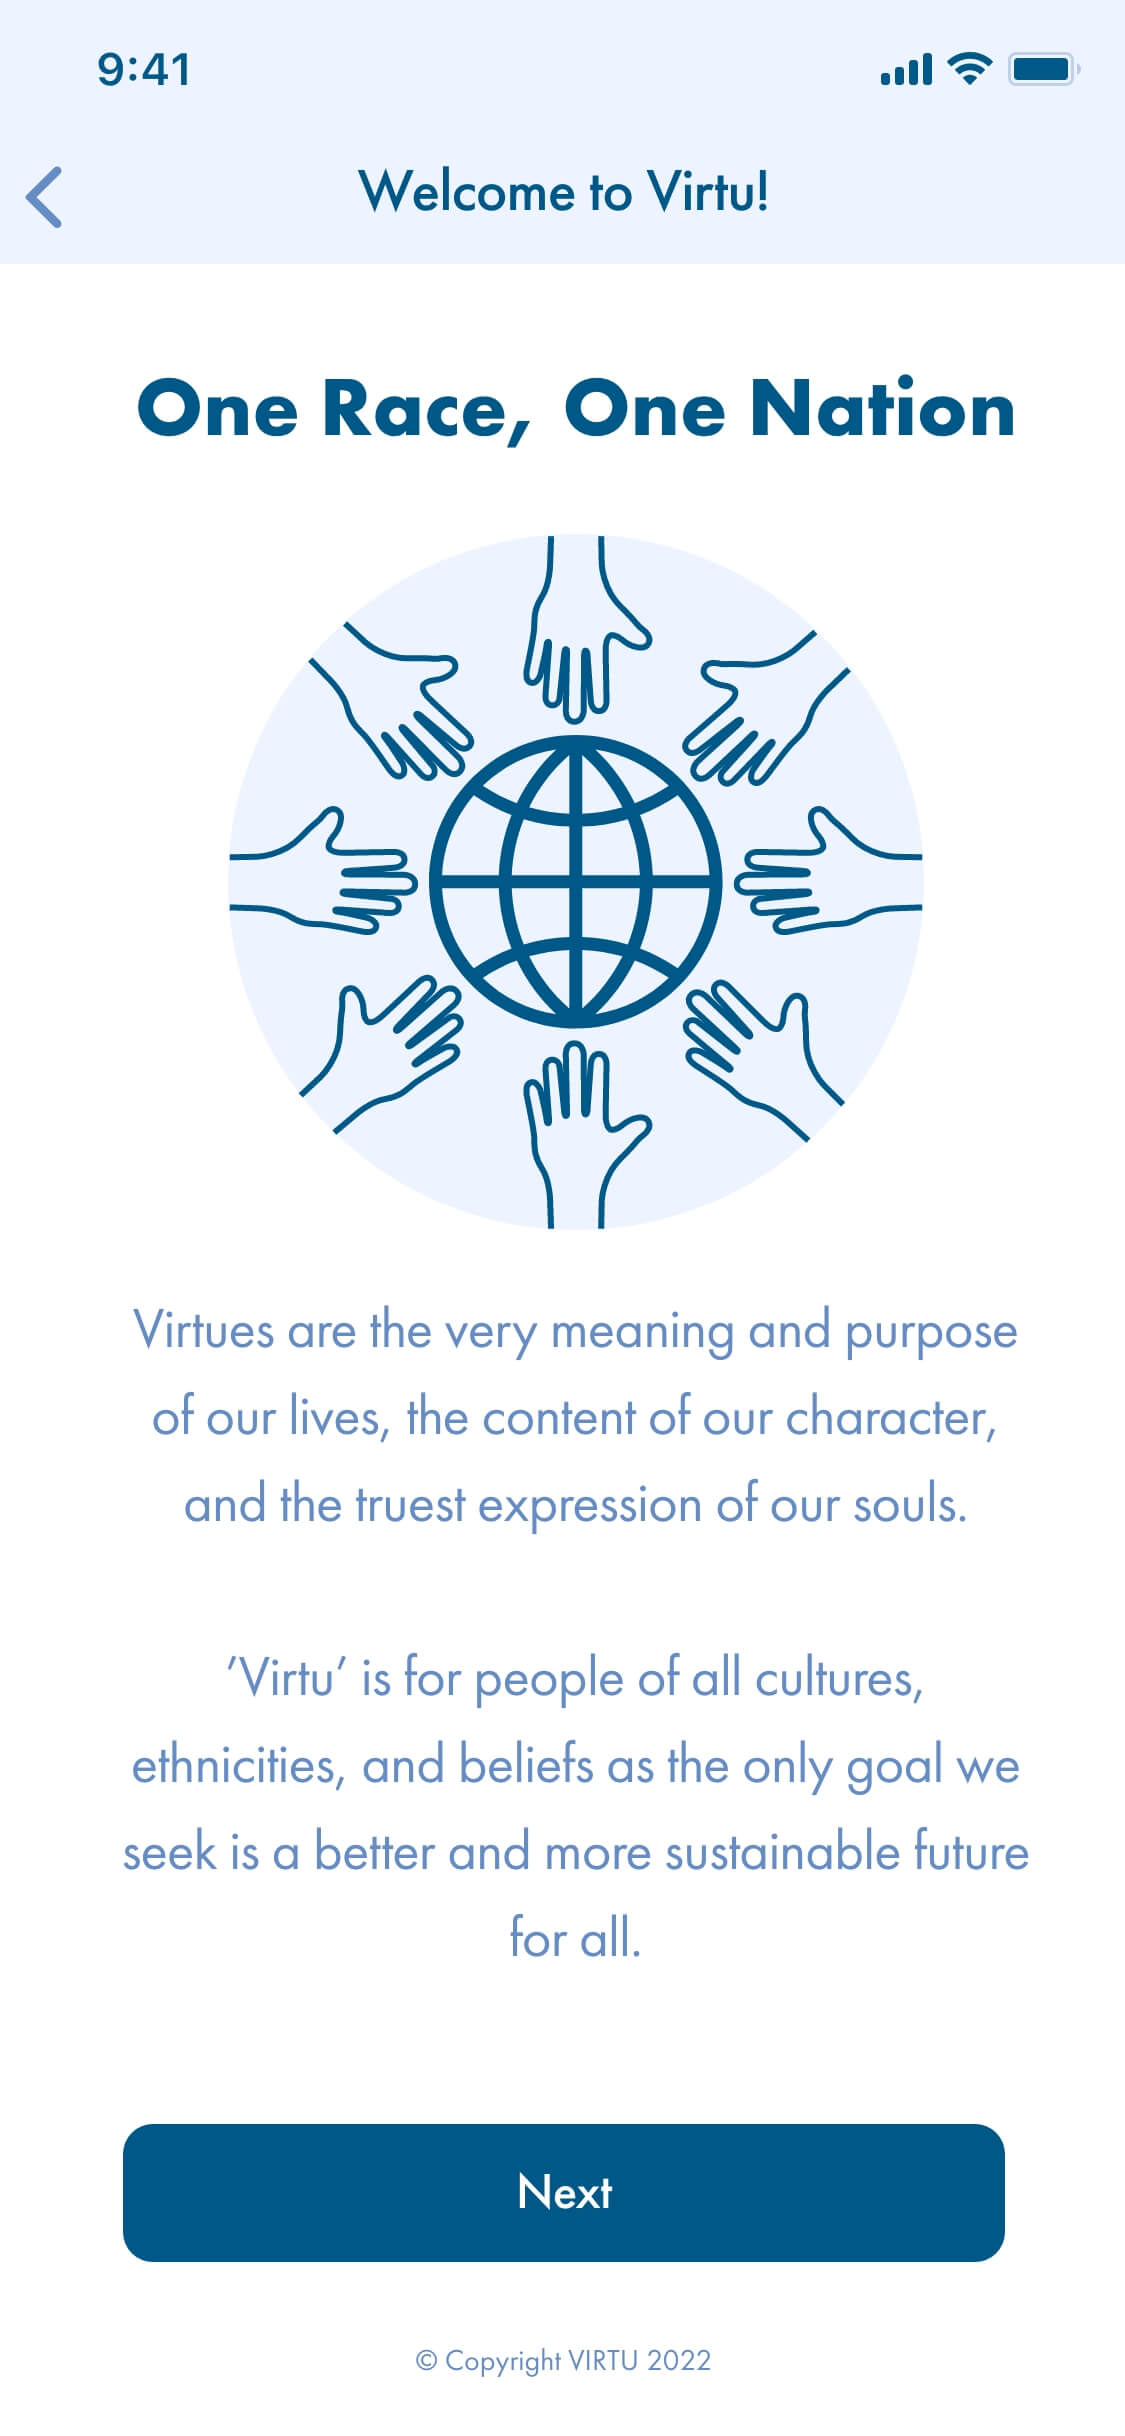 9:41
Welcome to Virtu!
One Race, One Nation
Virtues are the very meaning and purpose
of our lives, the content of our character,
and the truest expression of our souls.
‘Virtu’ is for people of all cultures,
ethnicities, and beliefs as the only goal we
seek is a better and more sustainable future
for all.
Next
© Copyright VIRTU 2022